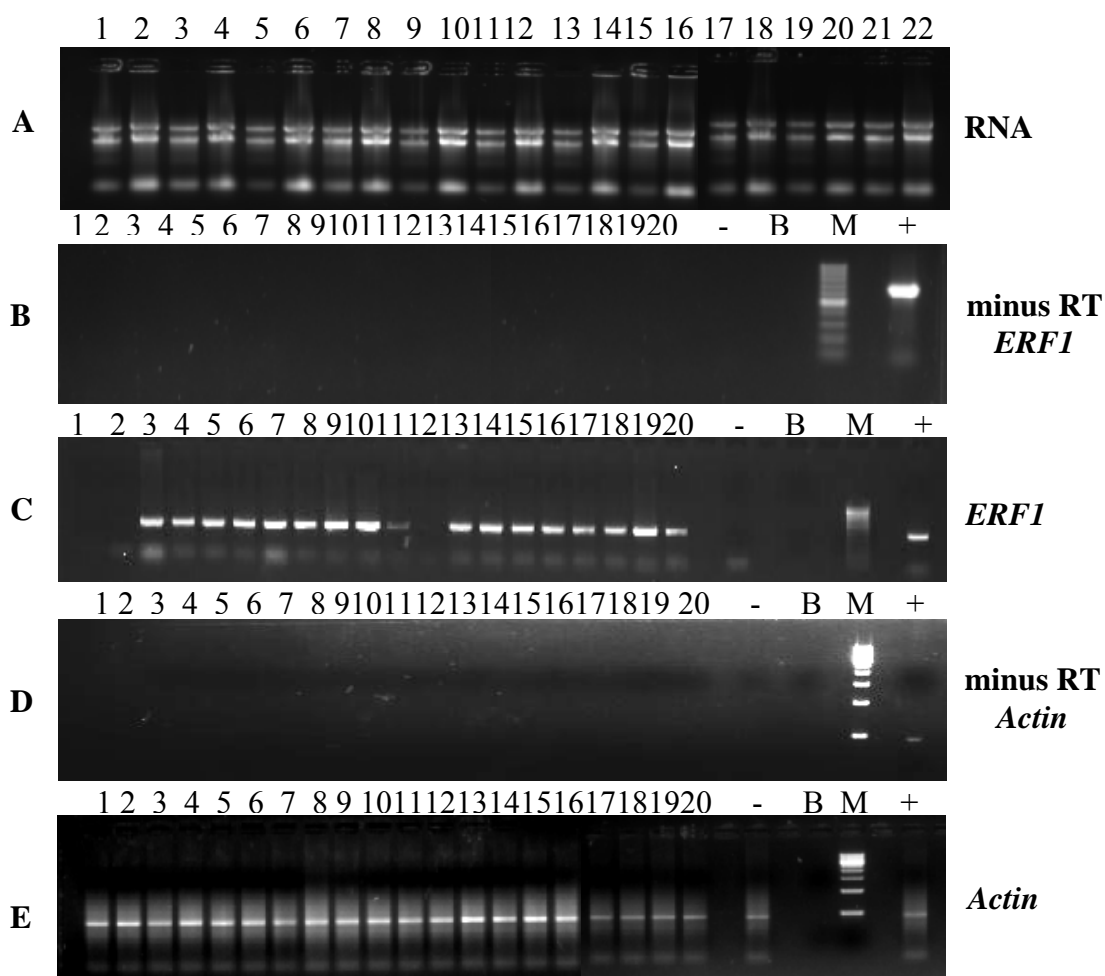 1 2 3 4 5 6 7 8 9 10 11 12 13 14 15 16 17 18 19 20 21 22
A RNA
1 2 3 4 5 6 7 8 9 10 11 12 13 14 15 16 17 18 19 20 - B M +
B minus RT
ERF1
1 2 3 4 5 6 7 8 9 10 11 12 13 14 15 16 17 18 19 20 - B M +
C ERF1
1 2 3 4 5 6 7 8 9 10 11 12 13 14 15 16 17 18 19 20 - B M +
D minus RT
Actin
1 2 3 4 5 6 7 8 9 10 11 12 13 14 15 16 17 18 19 20 - B M +
E Actin